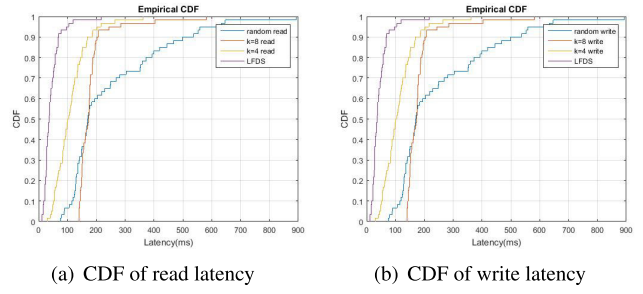 Empirical CDF
1
0.9
0.8
0.7
0.6
0.5
0.4
0.3
0.2
0.1
0
CDF
0 100 200 300 400 500 600 700 800 900
Latency(ms)
random read
k=8 read
k=4 read
LFDS
(a) CDF of read latency
Empirical CDF
1
0.9
0.8
0.7
0.6
0.5
0.4
0.3
0.2
0.1
0
CDF
0 100 200 300 400 500 600 700 800 900
Latency(ms)
random write
k=8 write
k=4 write
LFDS
(b) CDF of write latency